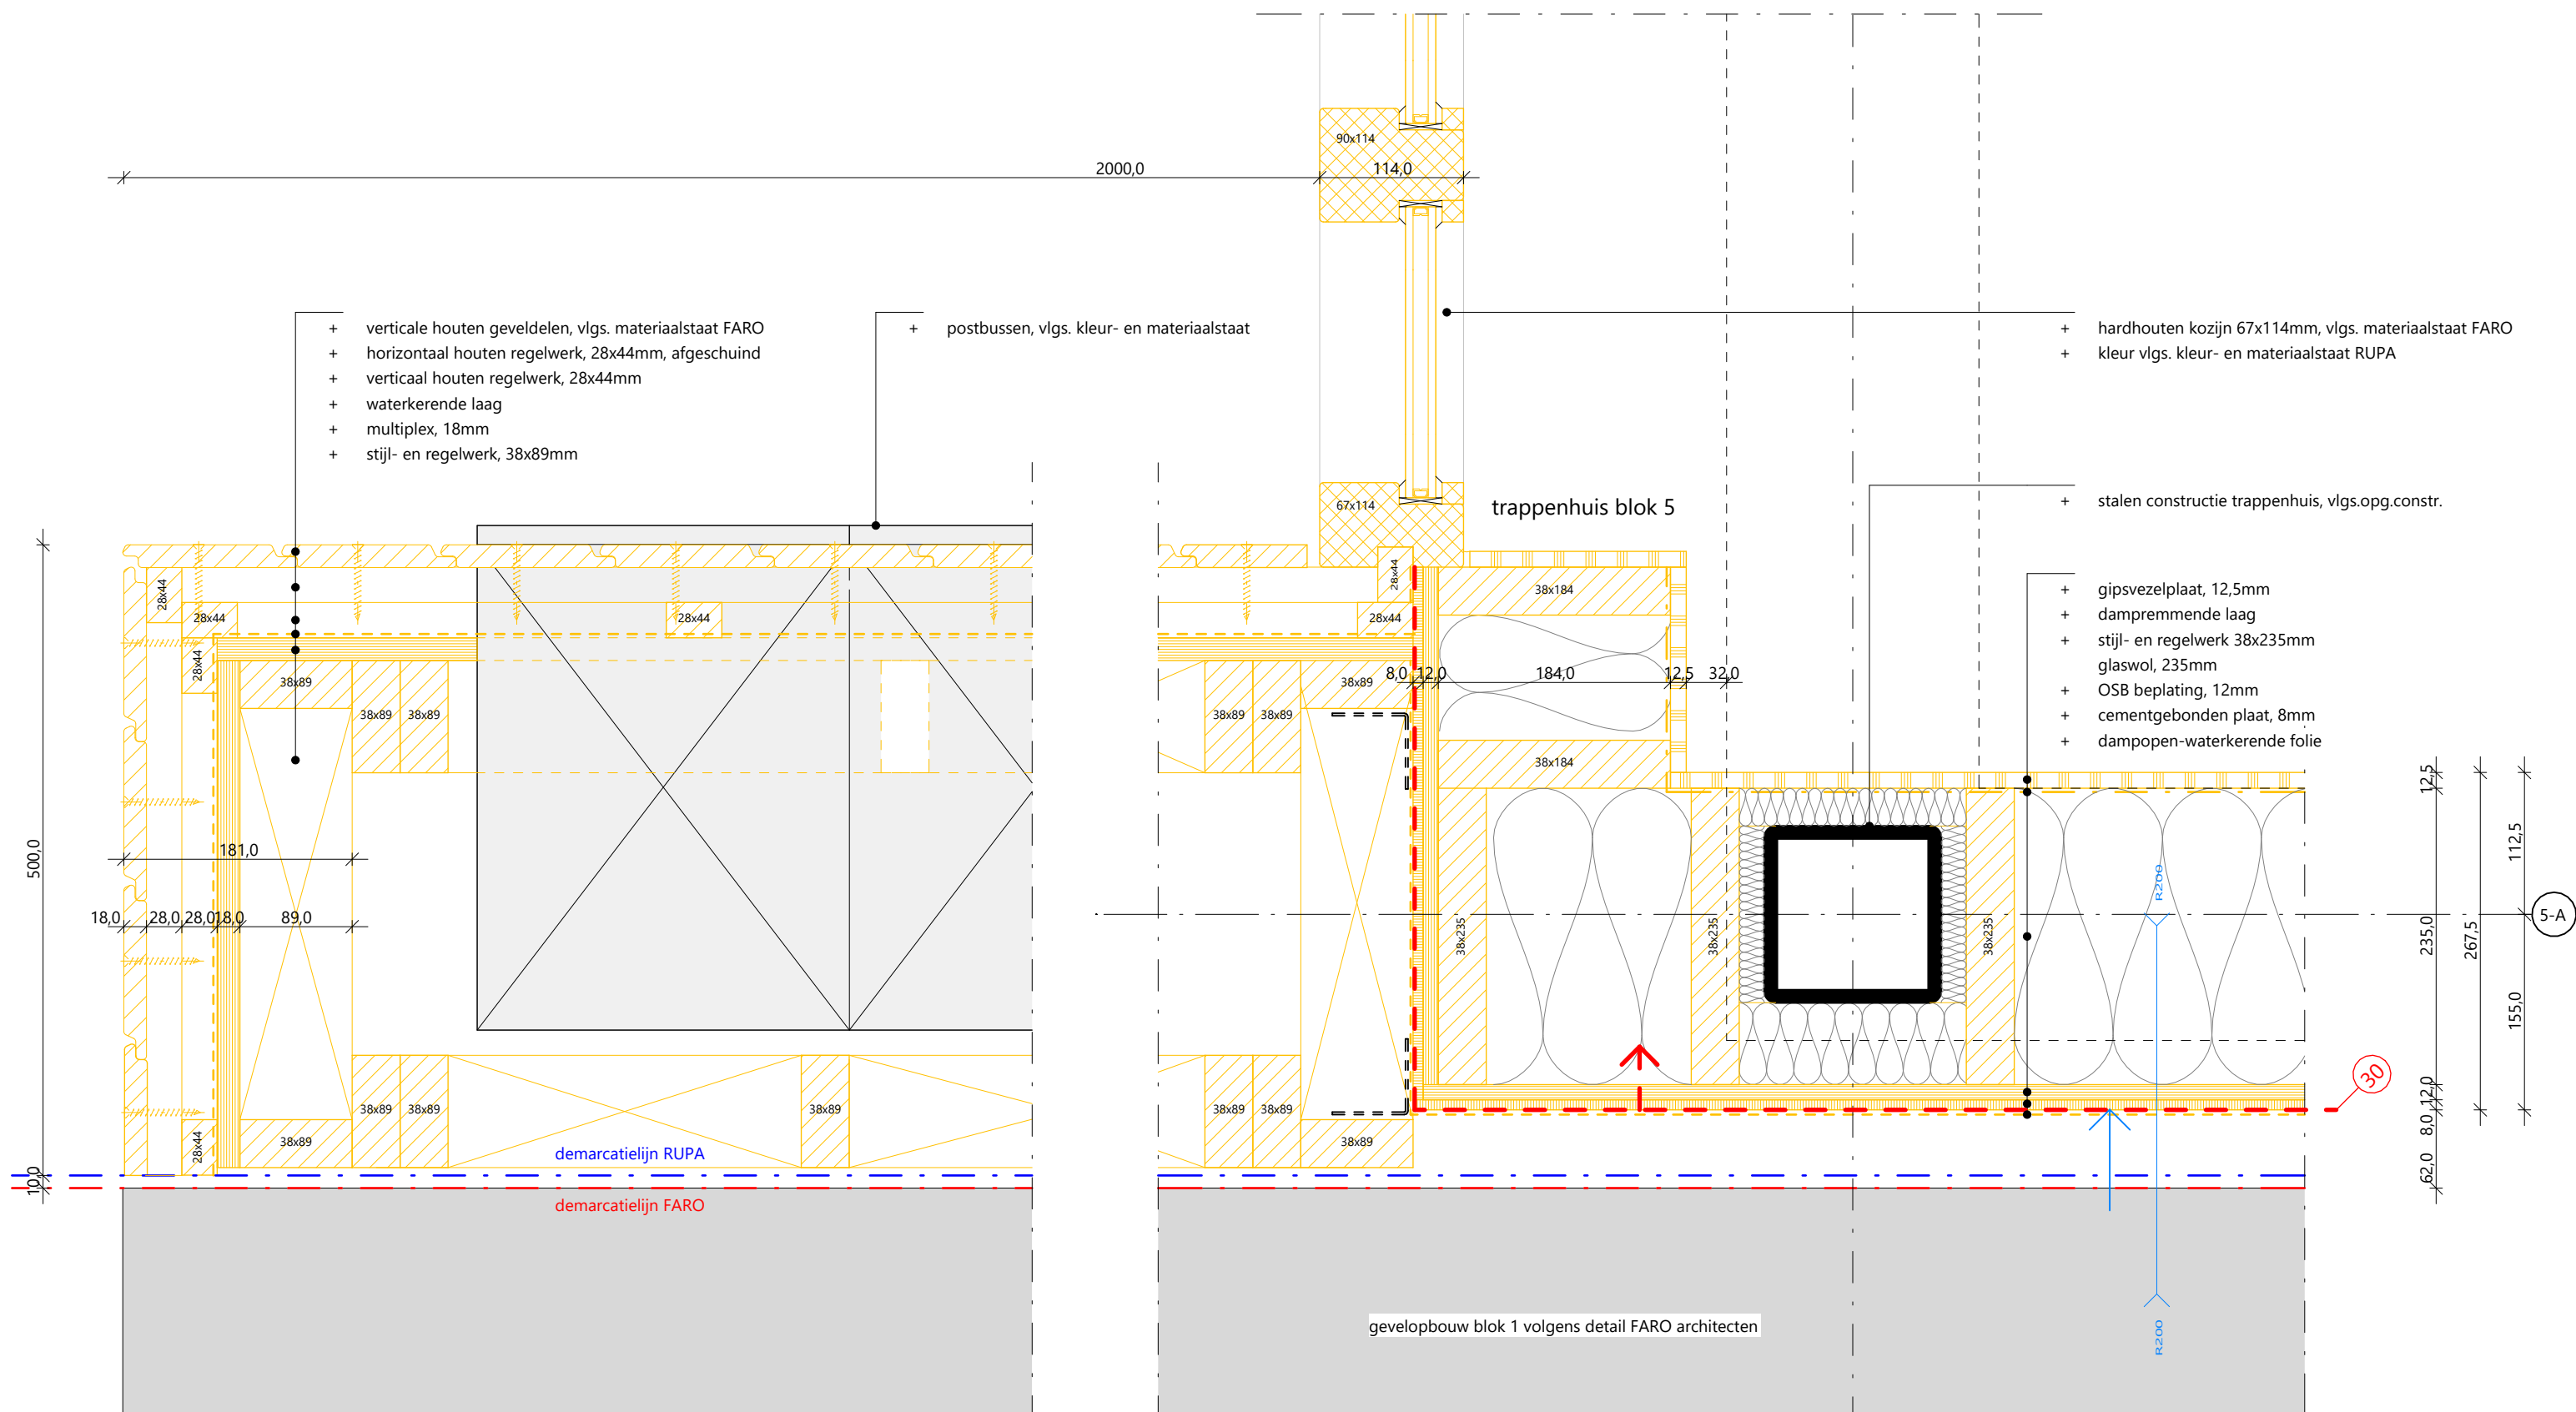 90x114
2000,0
114,0
+ verticale houten geveldelen, vlgs. materiaalstaat FARO
+ horizontaal houten regelwerk, 28x44mm, afgeschuind
+ verticaal houten regelwerk, 28x44mm
+ waterkerende laag
+ multiplex, 18mm
+ stijl- en regelwerk, 38x89mm
+ postbussen, vlgs. kleur- en materiaalstaat
+ hardhouten kozijn 67x114mm, vlgs. materiaalstaat FARO
+ kleur vlgs. kleur- en materiaalstaat RUPA
67x114
trappenhuis blok 5
+ stalen constructie trappenhuis, vlgs.opg.constr.
+ gipsvezelplaat, 12,5mm
+ dampremmende laag
+ stijl- en regelwerk 38x235mm
glaswol, 235mm
+ OSB beplating, 12mm
+ cementgebonden plaat, 8mm
+ dampopen-waterkerende folie
28x44
28x44
28x44
28x44
28x44
28x44
38x184
38x89
38x89
38x89
38x89
38x89
38x89
8,0
12,0
184,0
12,5
32,0
38x184
500,0
181,0
18,0
28,0
28,0
18,0
89,0
38x235
38x235
38x235
R200
12,5
235,0
12,0
8,0
62,0
267,5
112,5
155,0
5-A
30
38x89
38x89
38x89
38x89
38x89
28x44
38x89
38x89
10,0
demarcatielijn RUPA
demarcatielijn FARO
gevelopbouw blok 1 volgens detail FARO architecten
R200